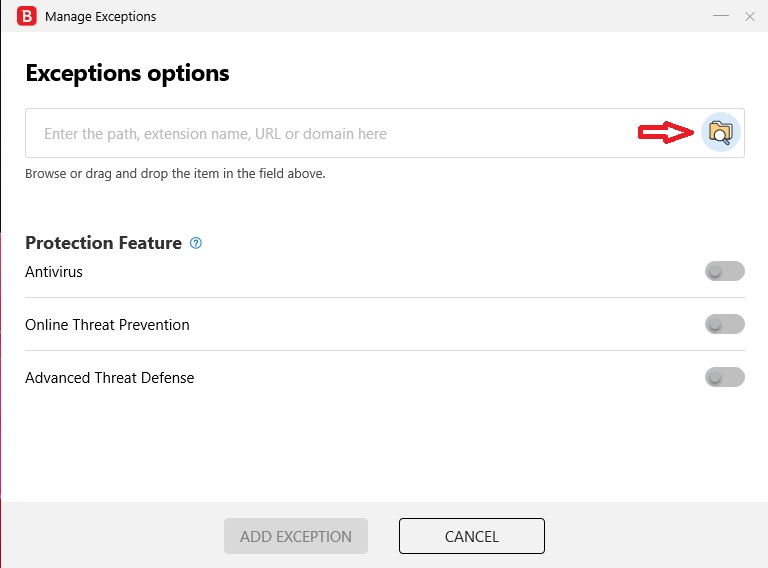 B Manage Exceptions
Exceptions options
Enter the path, extension name, URL or domain here
Browse or drag and drop the item in the field above.
Protection Feature ?
Antivirus
Online Threat Prevention
Advanced Threat Defense
ADD EXCEPTION CANCEL